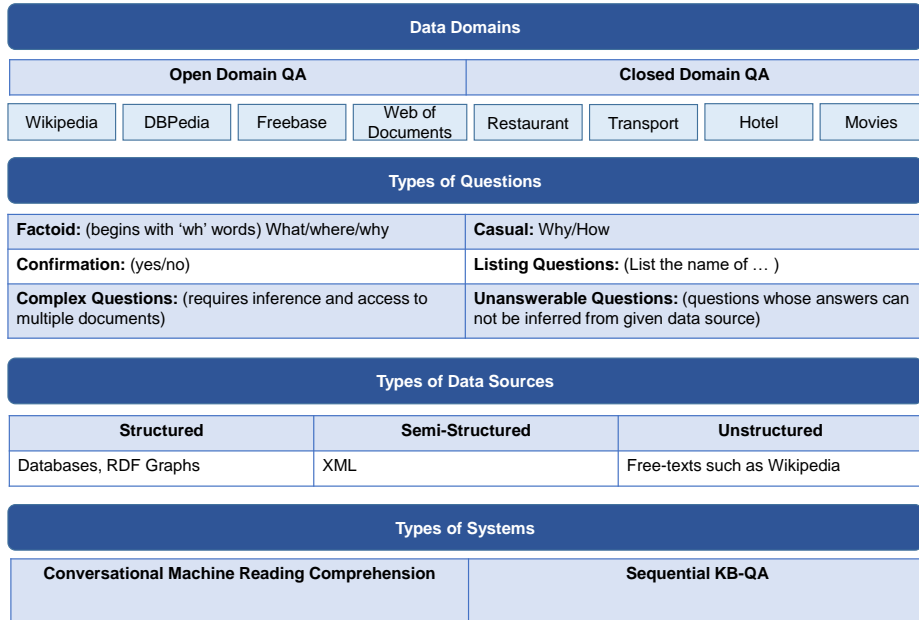 Data Domains
Open Domain QA
Closed Domain QA
Wikipedia
DBPedia
Freebase
Web of
Documents
Restaurant
Transport
Hotel
Movies
Types of Questions
Factoid: (begins with ‘wh’ words) What/where/why
Casual: Why/How
Confirmation: (yes/no)
Listing Questions: (List the name of … )
Complex Questions: (requires inference and access to
multiple documents)
Unanswerable Questions: (questions whose answers can
not be inferred from given data source)
Types of Data Sources
Structured
Semi-Structured
Unstructured
Databases, RDF Graphs
XML
Free-texts such as Wikipedia
Types of Systems
Conversational Machine Reading Comprehension
Sequential KB-QA